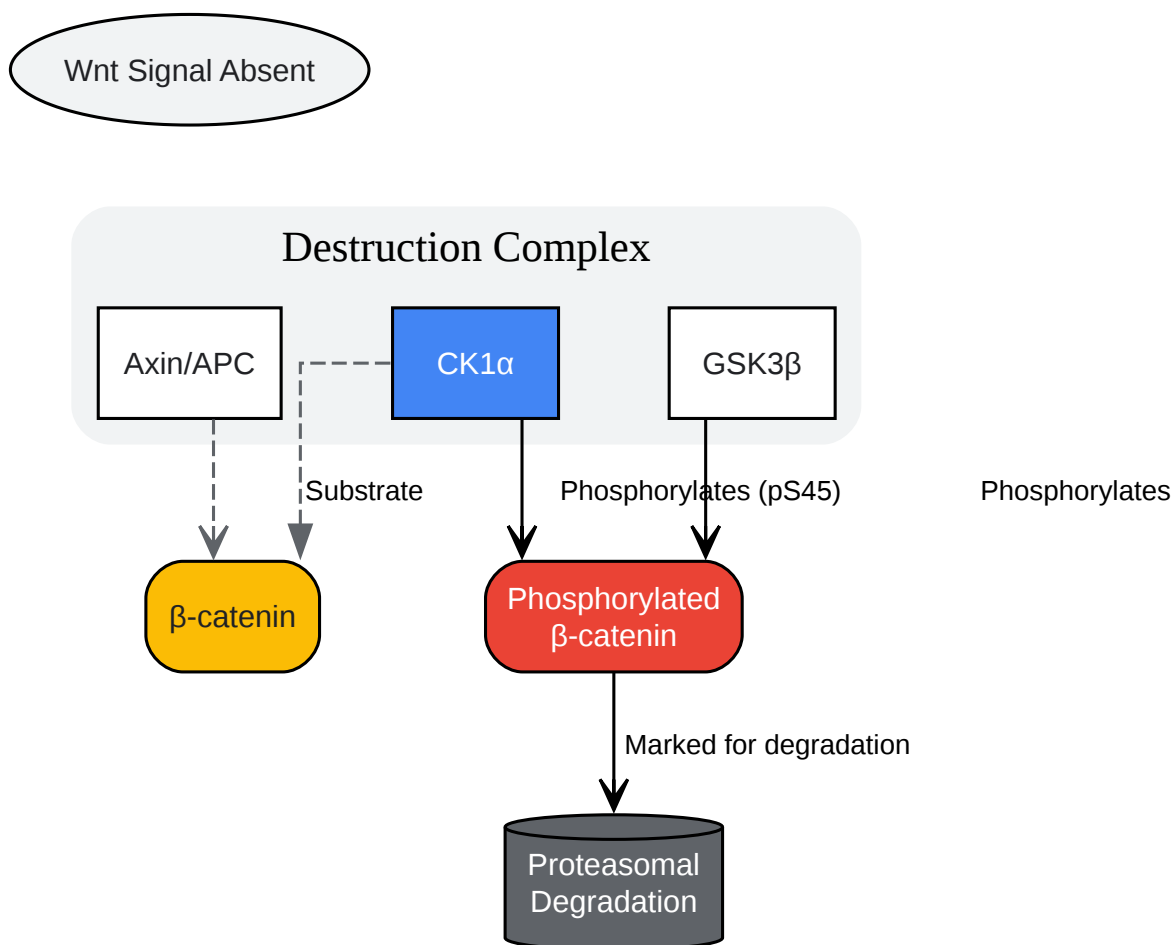 Wnt Signal Absent
Destruction Complex
Axin/APC
CK1α
GSK3β
Substrate
Phosphorylates (pS45)
Phosphorylates
β-catenin
Phosphorylated
β-catenin
Marked for degradation
Proteasomal
Degradation